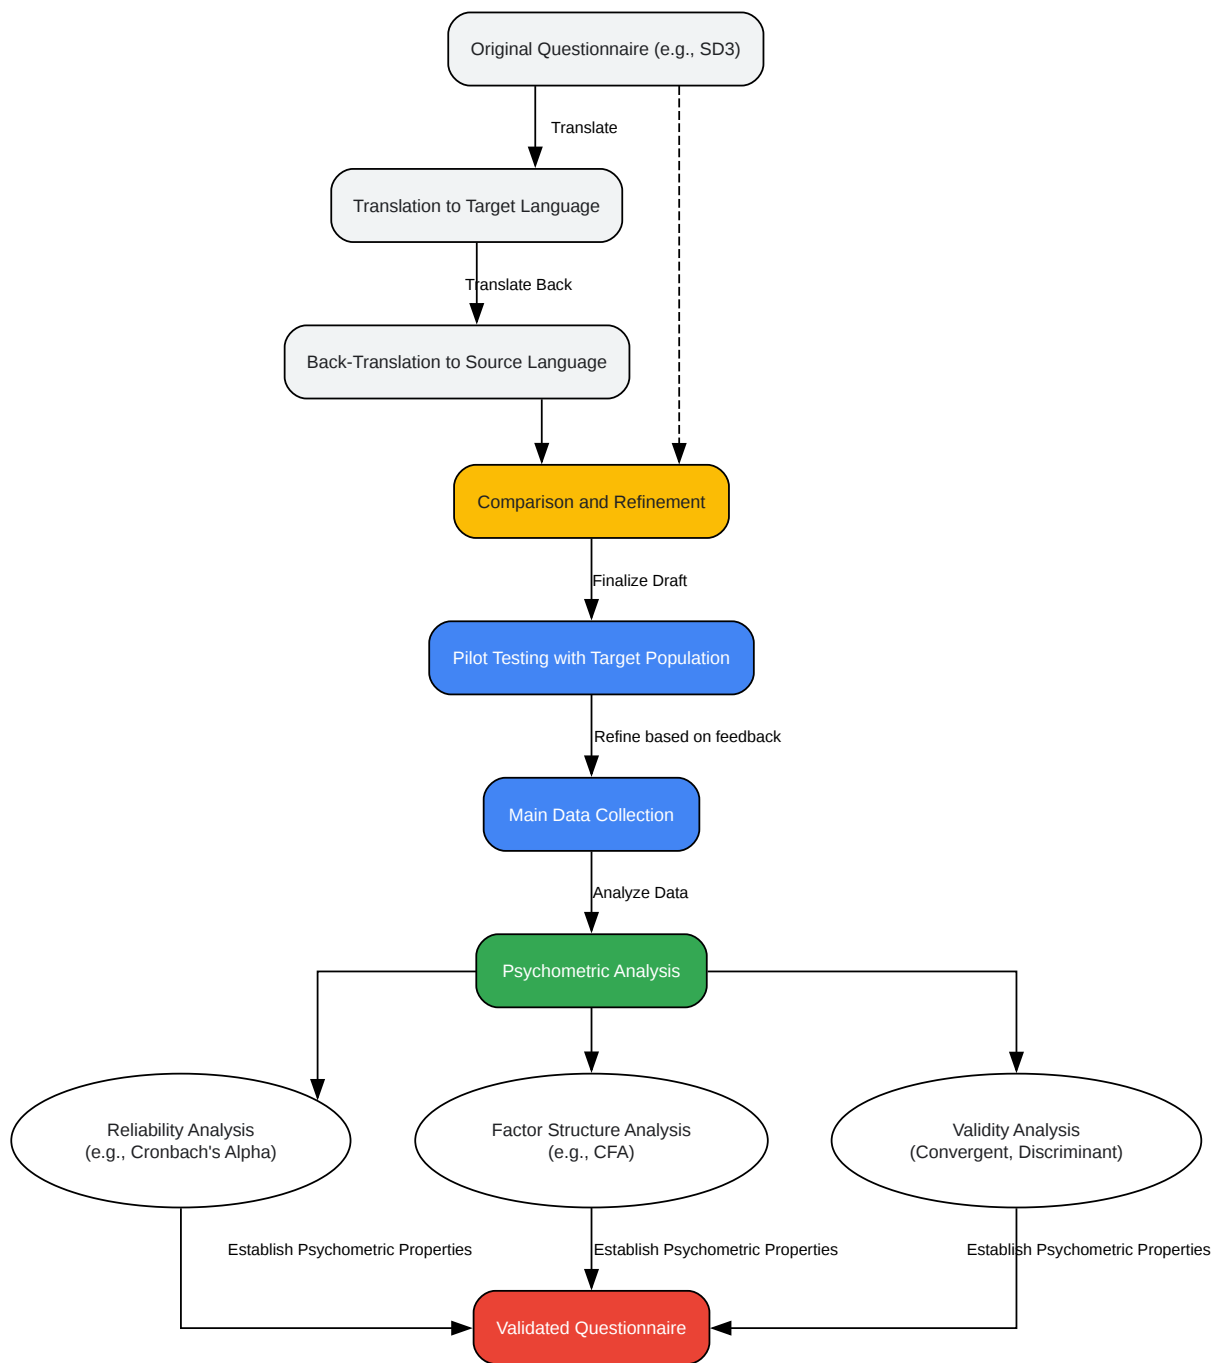 Original Questionnaire (e.g., SD3)
Translate
Translation to Target Language
Translate Back
Back-Translation to Source Language
Comparison and Refinement
Finalize Draft
Pilot Testing with Target Population
Refine based on feedback
Main Data Collection
Analyze Data
Psychometric Analysis
Reliability Analysis
(e.g., Cronbach's Alpha)
Factor Structure Analysis
(e.g., CFA)
Validity Analysis
(Convergent, Discriminant)
Establish Psychometric Properties
Establish Psychometric Properties
Establish Psychometric Properties
Validated Questionnaire